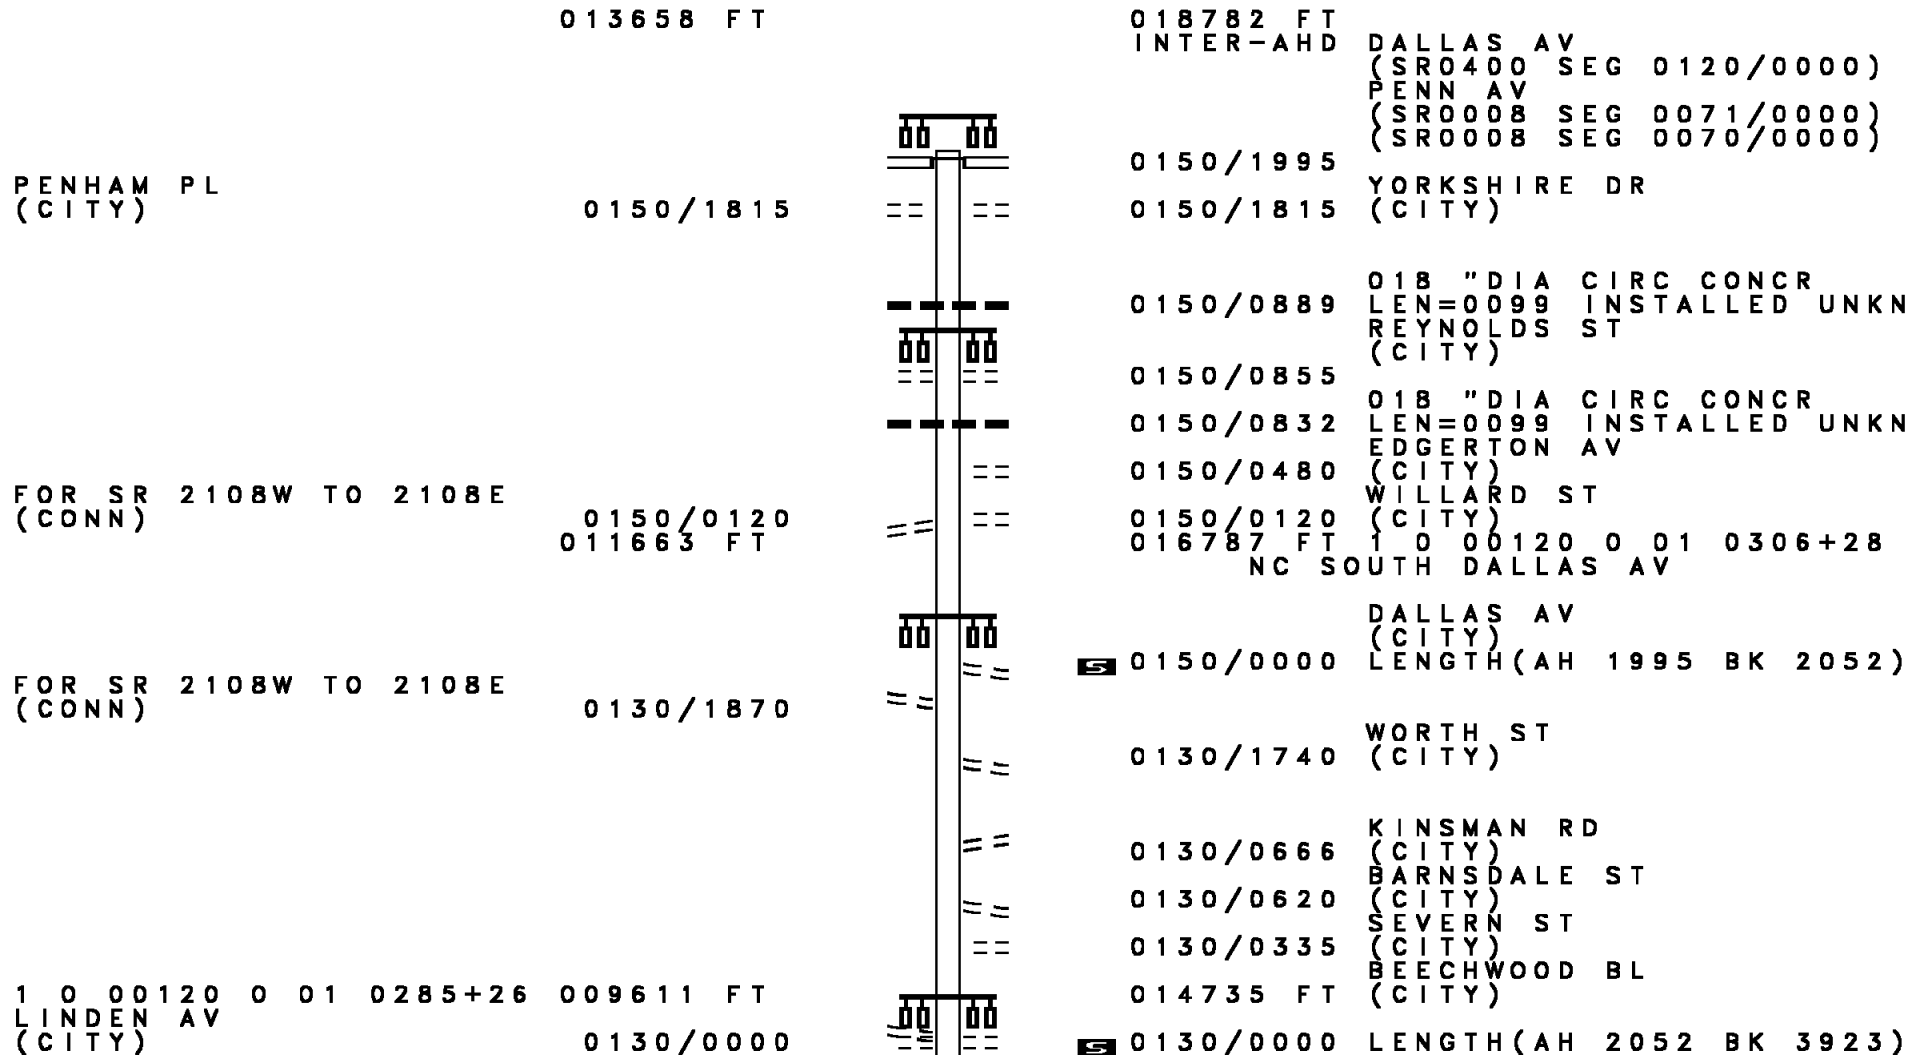 013658 FT 018782 FT
INTER-AHD DALLAS AV
(SR0400 SEG 0120/0000)
PENN AV
(SR0008 SEG 0071/0000)
(SR0008 SEG 0070/0000)
0150/1995
PENHAM PL YORKSHIRE DR
(CITY) 0150/1815 0150/1815 (CITY)
018 "DIA CIRC CONCR
0150/0889 LEN=0099 INSTALLED UNKN
REYNOLDS ST
(CITY)
0150/0855
018 "DIA CIRC CONCR
0150/0832 LEN=0099 INSTALLED UNKN
EDGERTON AV
0150/0480 (CITY)
FOR SR 2108W TO 2108E WILLARD ST
(CONN) 0150/0120 0150/0120 (CITY)
011663 FT 016787 FT 1 0 00120 0 01 0306+28
NC SOUTH DALLAS AV
DALLAS AV
(CITY)
S 0150/0000 LENGTH(AH 1995 BK 2052)
FOR SR 2108W TO 2108E
(CONN) 0130/1870
WORTH ST
0130/1740 (CITY)
KINSMAN RD
0130/0666 (CITY)
BARNSDALE ST
0130/0620 (CITY)
SEVERN ST
0130/0335 (CITY)
BEECHWOOD BL
1 0 00120 0 01 0285+26 009611 FT 014735 FT (CITY)
LINDEN AV
(CITY) 0130/0000 S 0130/0000 LENGTH(AH 2052 BK 3923)